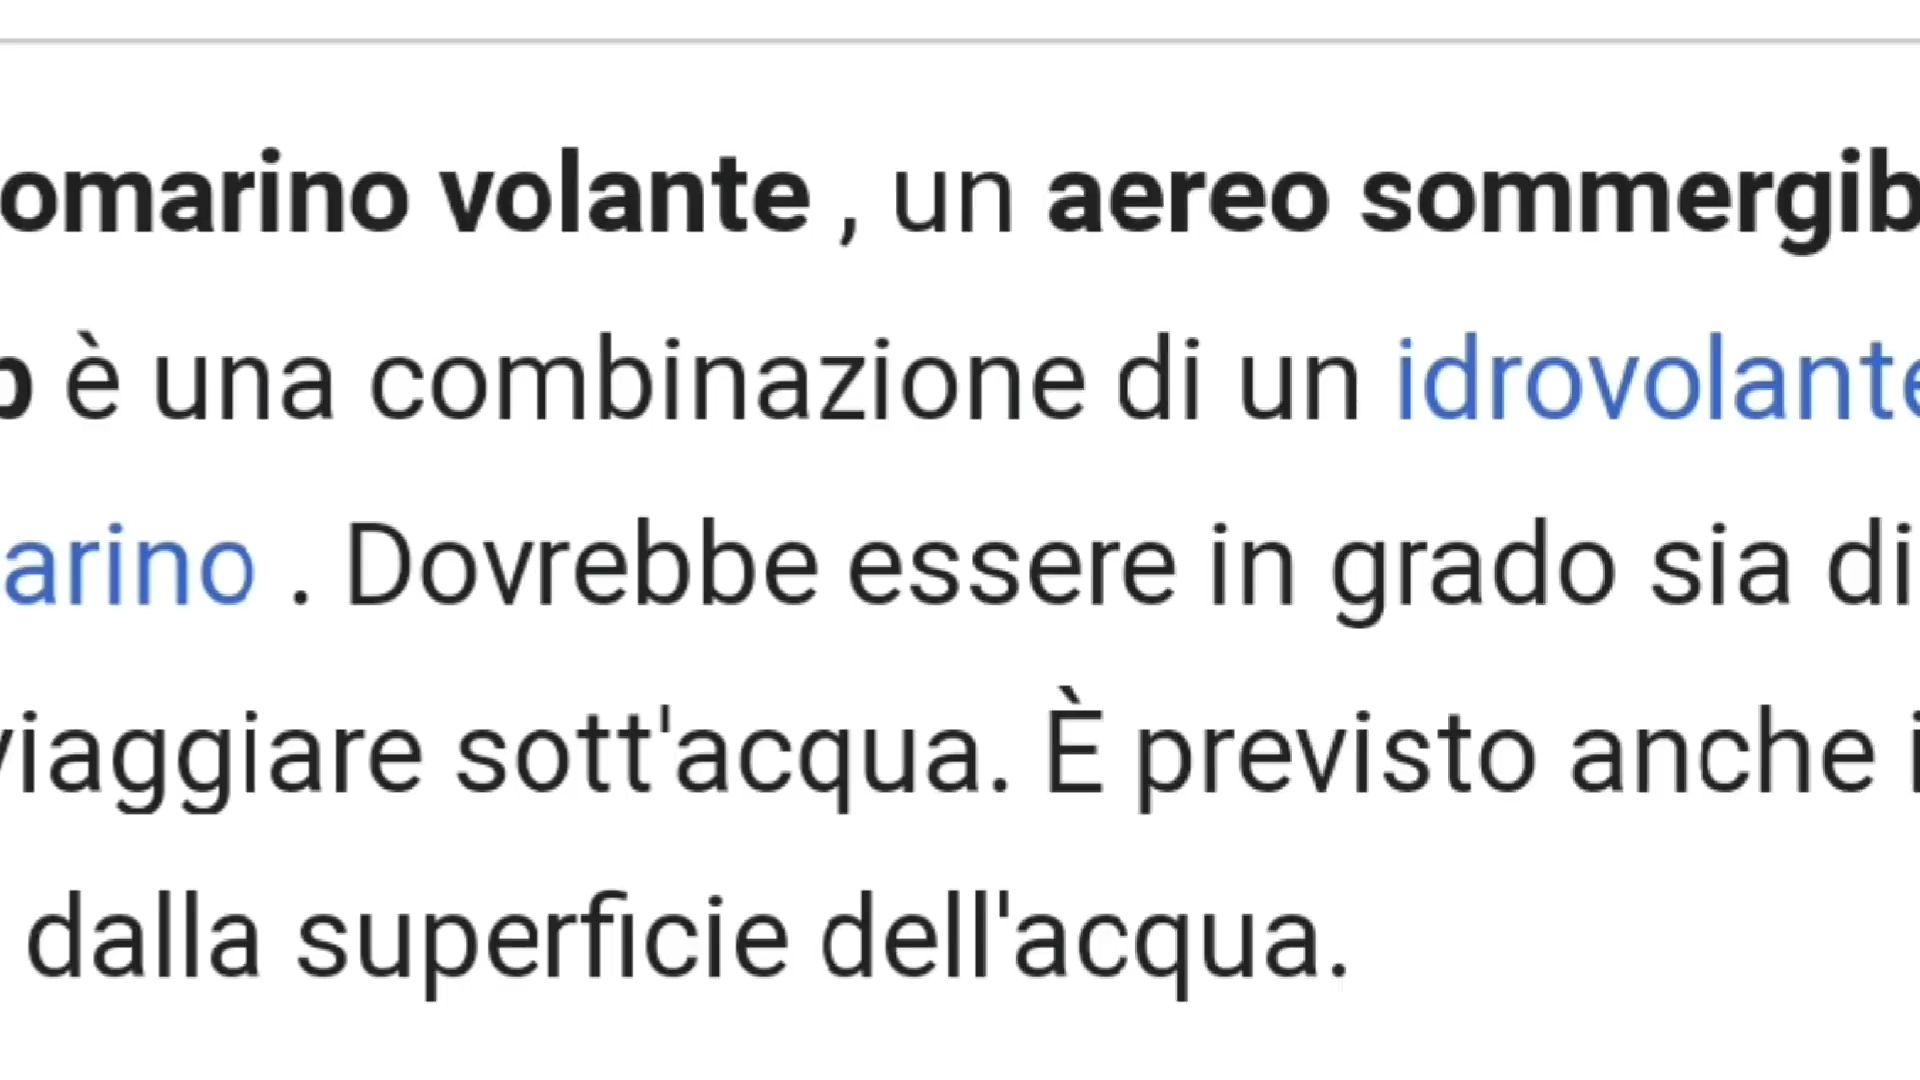 omarino volante , un aereo sommergib
è una combinazione di un idrovolante
arino . Dovrebbe essere in grado sia di
viaggiare sott'acqua. È previsto anche
dalla superficie dell'acqua.